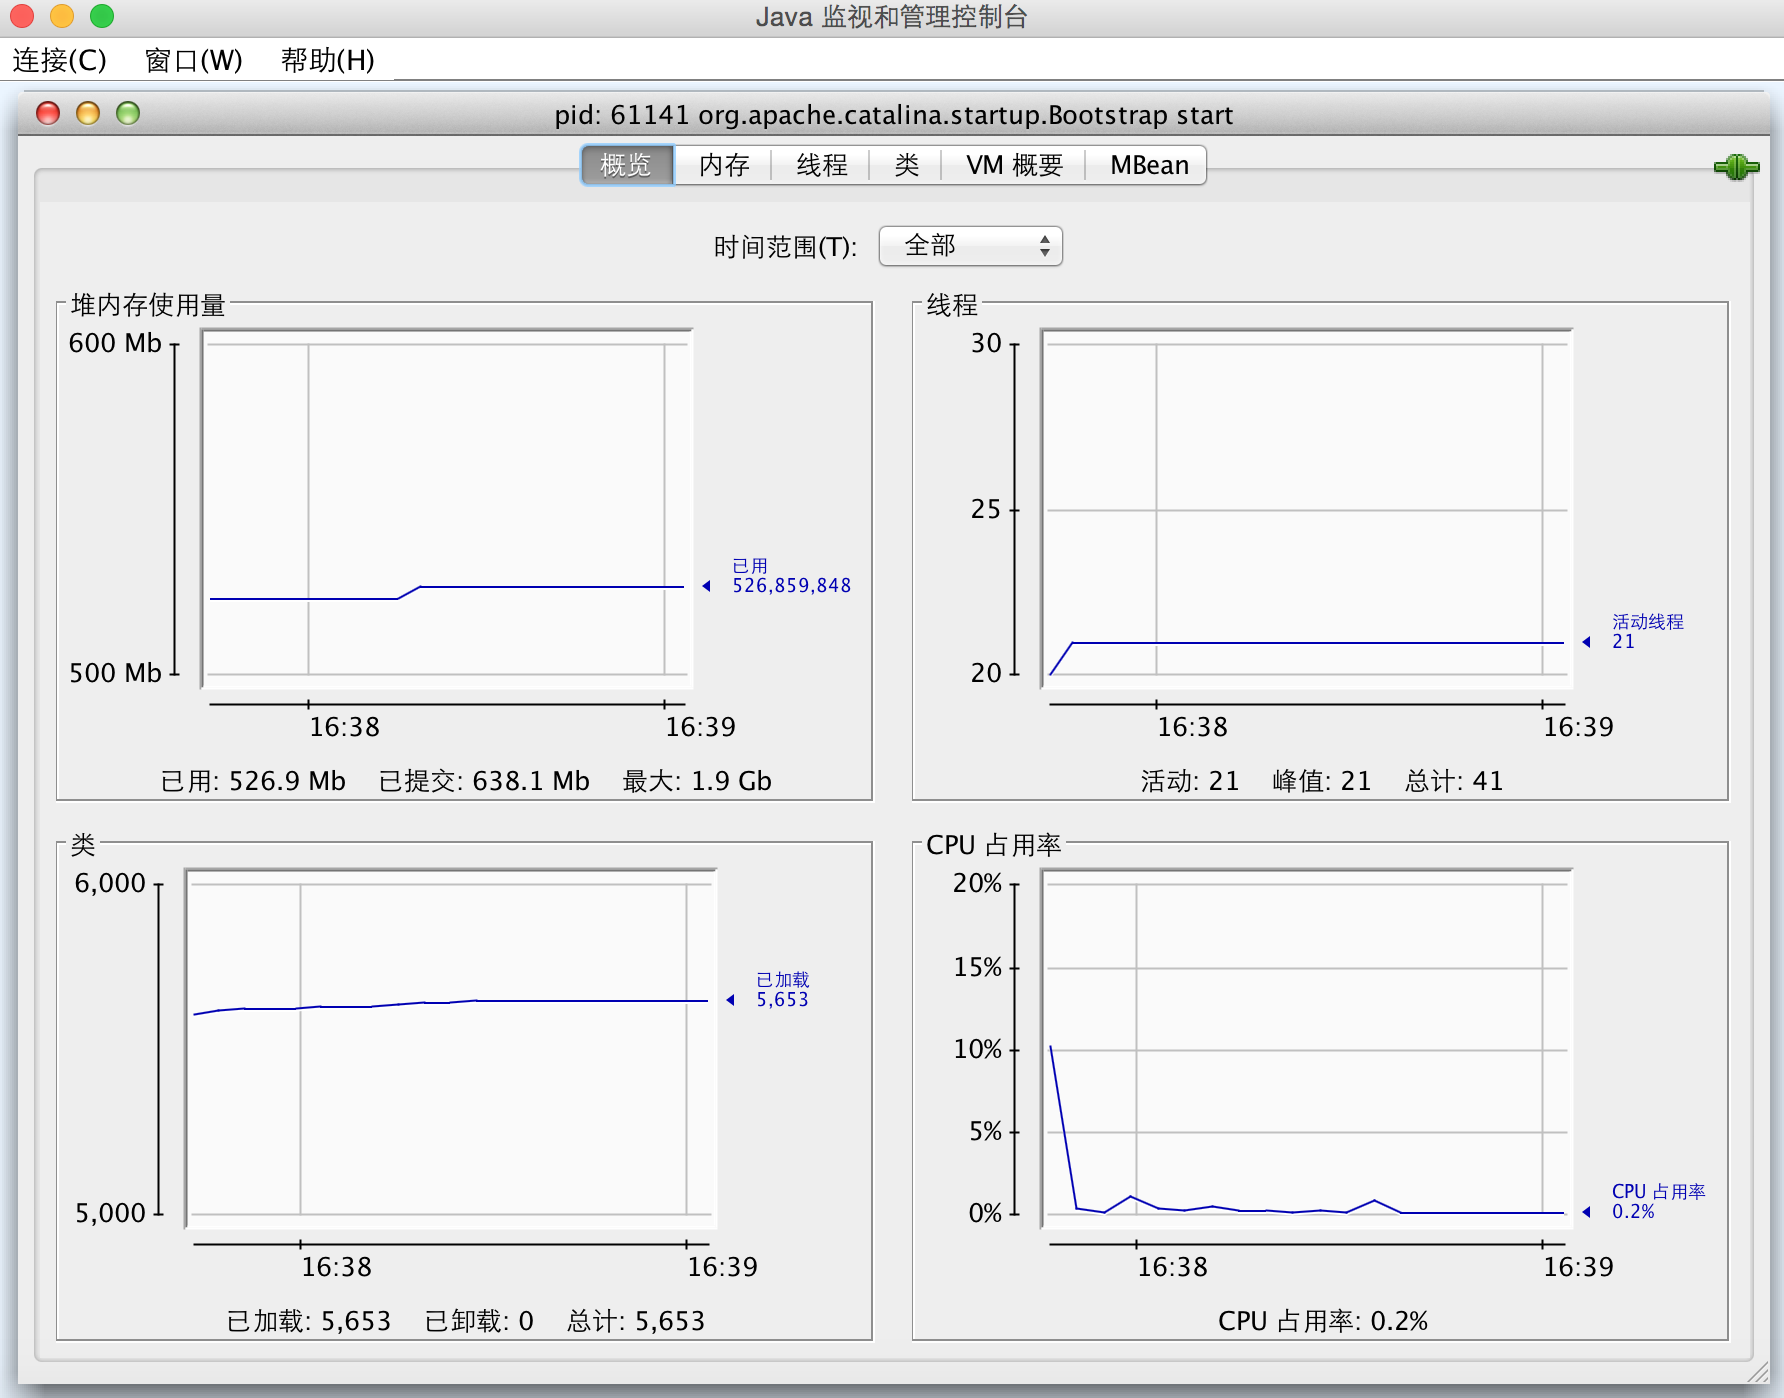 Java 监视和管理控制台
连接(C) 窗口(W) 帮助(H)
pid: 61141 org.apache.catalina.startup.Bootstrap start
概览 内存 线程 类 VM 概要 MBean
时间范围(T): 全部
堆内存使用量
600 Mb
500 Mb
已用
526,859,848
16:38 16:39
已用: 526.9 Mb 已提交: 638.1 Mb 最大: 1.9 Gb
线程
30
25
20
活动线程
21
16:38 16:39
活动: 21 峰值: 21 总计: 41
类
6,000
5,000
已加载
5,653
16:38 16:39
已加载: 5,653 已卸载: 0 总计: 5,653
CPU 占用率
20%
15%
10%
5%
0%
CPU 占用率
0.2%
16:38 16:39
CPU 占用率: 0.2%